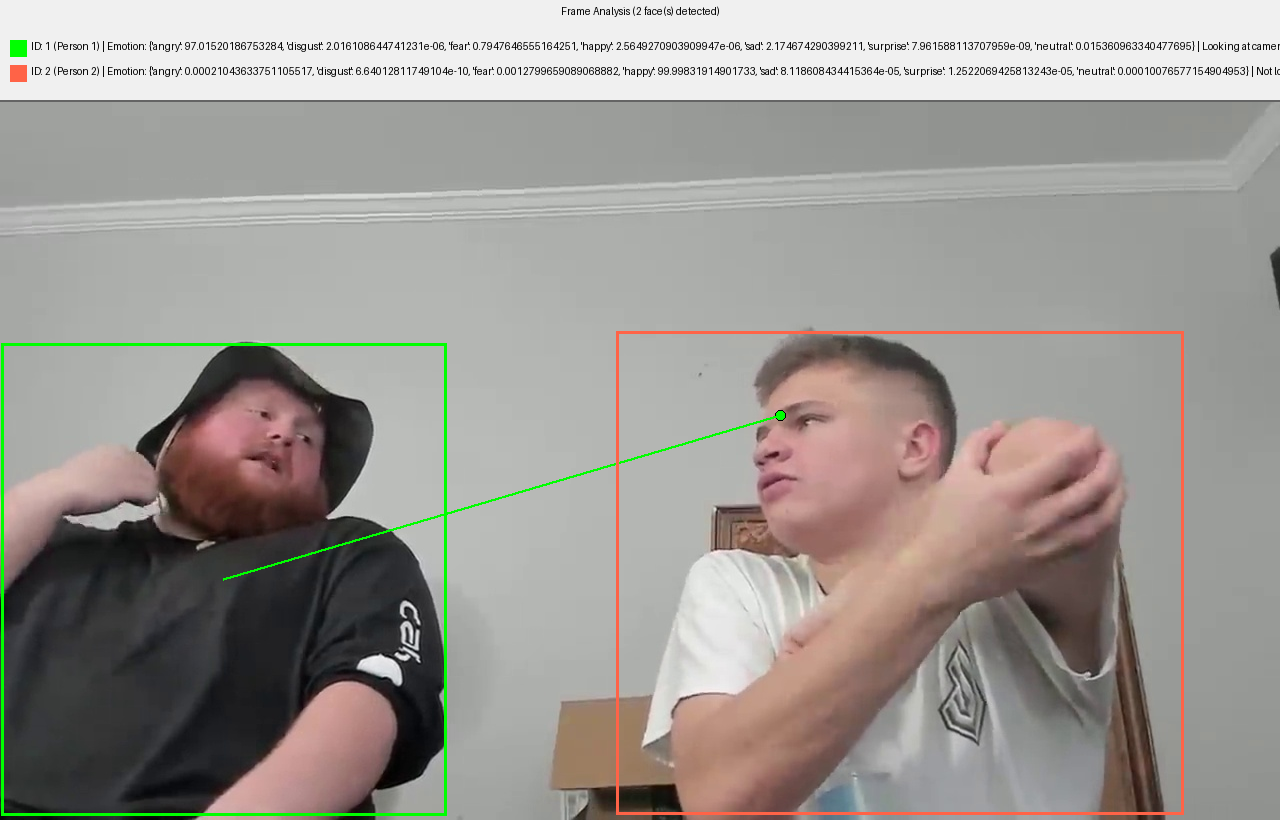 Frame Analysis (2 face(s) detected)
ID: 1 (Person 1) | Emotion: {'angry': 97.01520186753284, 'disgust': 2.016108644741231e-06, 'fear': 0.7947646555164251, 'happy': 2.5649270903909947e-06, 'sad': 2.174674290399211, 'surprise': 7.961588113707959e-09, 'neutral': 0.015360963340477695} | Looking at camer
ID: 2 (Person 2) | Emotion: {'angry': 0.00021043633751105517, 'disgust': 6.64012811749104e-10, 'fear': 0.0012799659089068882, 'happy': 99.99831914901733, 'sad': 8.118608434415364e-05, 'surprise': 1.2522069425813243e-05, 'neutral': 0.00010076577154904953} | Not lo